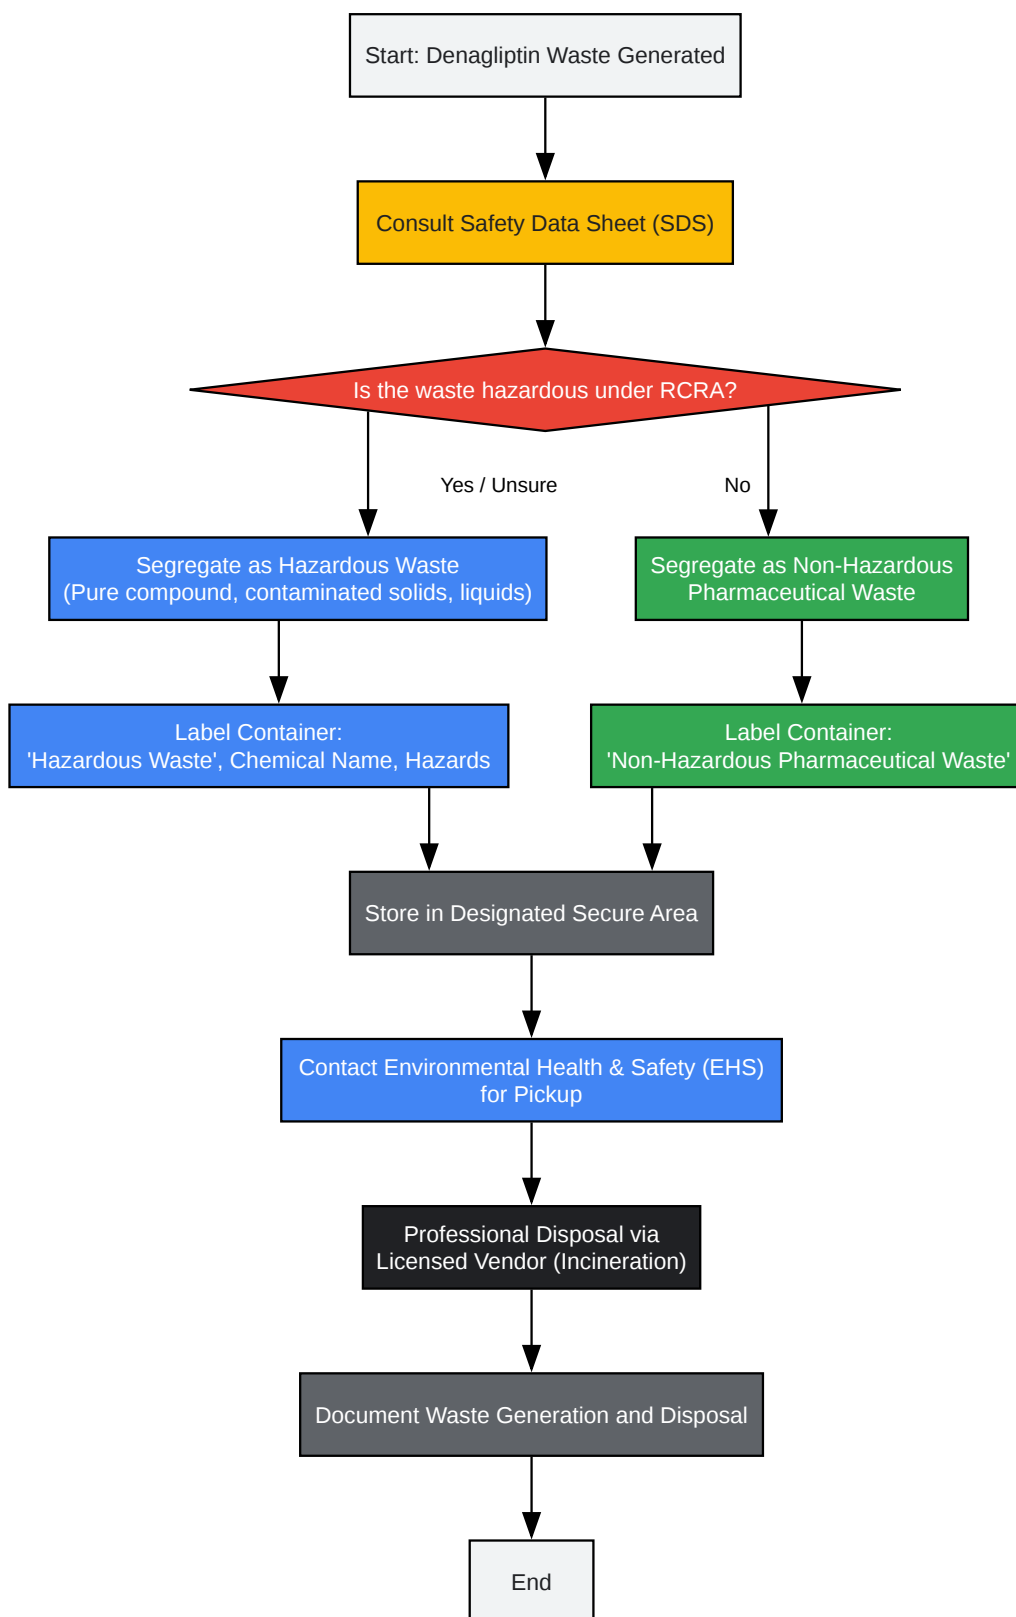 Start: Denagliptin Waste Generated
Consult Safety Data Sheet (SDS)
Is the waste hazardous under RCRA?
Yes / Unsure
No
Segregate as Hazardous Waste
(Pure compound, contaminated solids, liquids)
Segregate as Non-Hazardous
Pharmaceutical Waste
Label Container:
'Hazardous Waste', Chemical Name, Hazards
Label Container:
'Non-Hazardous Pharmaceutical Waste'
Store in Designated Secure Area
Contact Environmental Health & Safety (EHS)
for Pickup
Professional Disposal via
Licensed Vendor (Incineration)
Document Waste Generation and Disposal
End